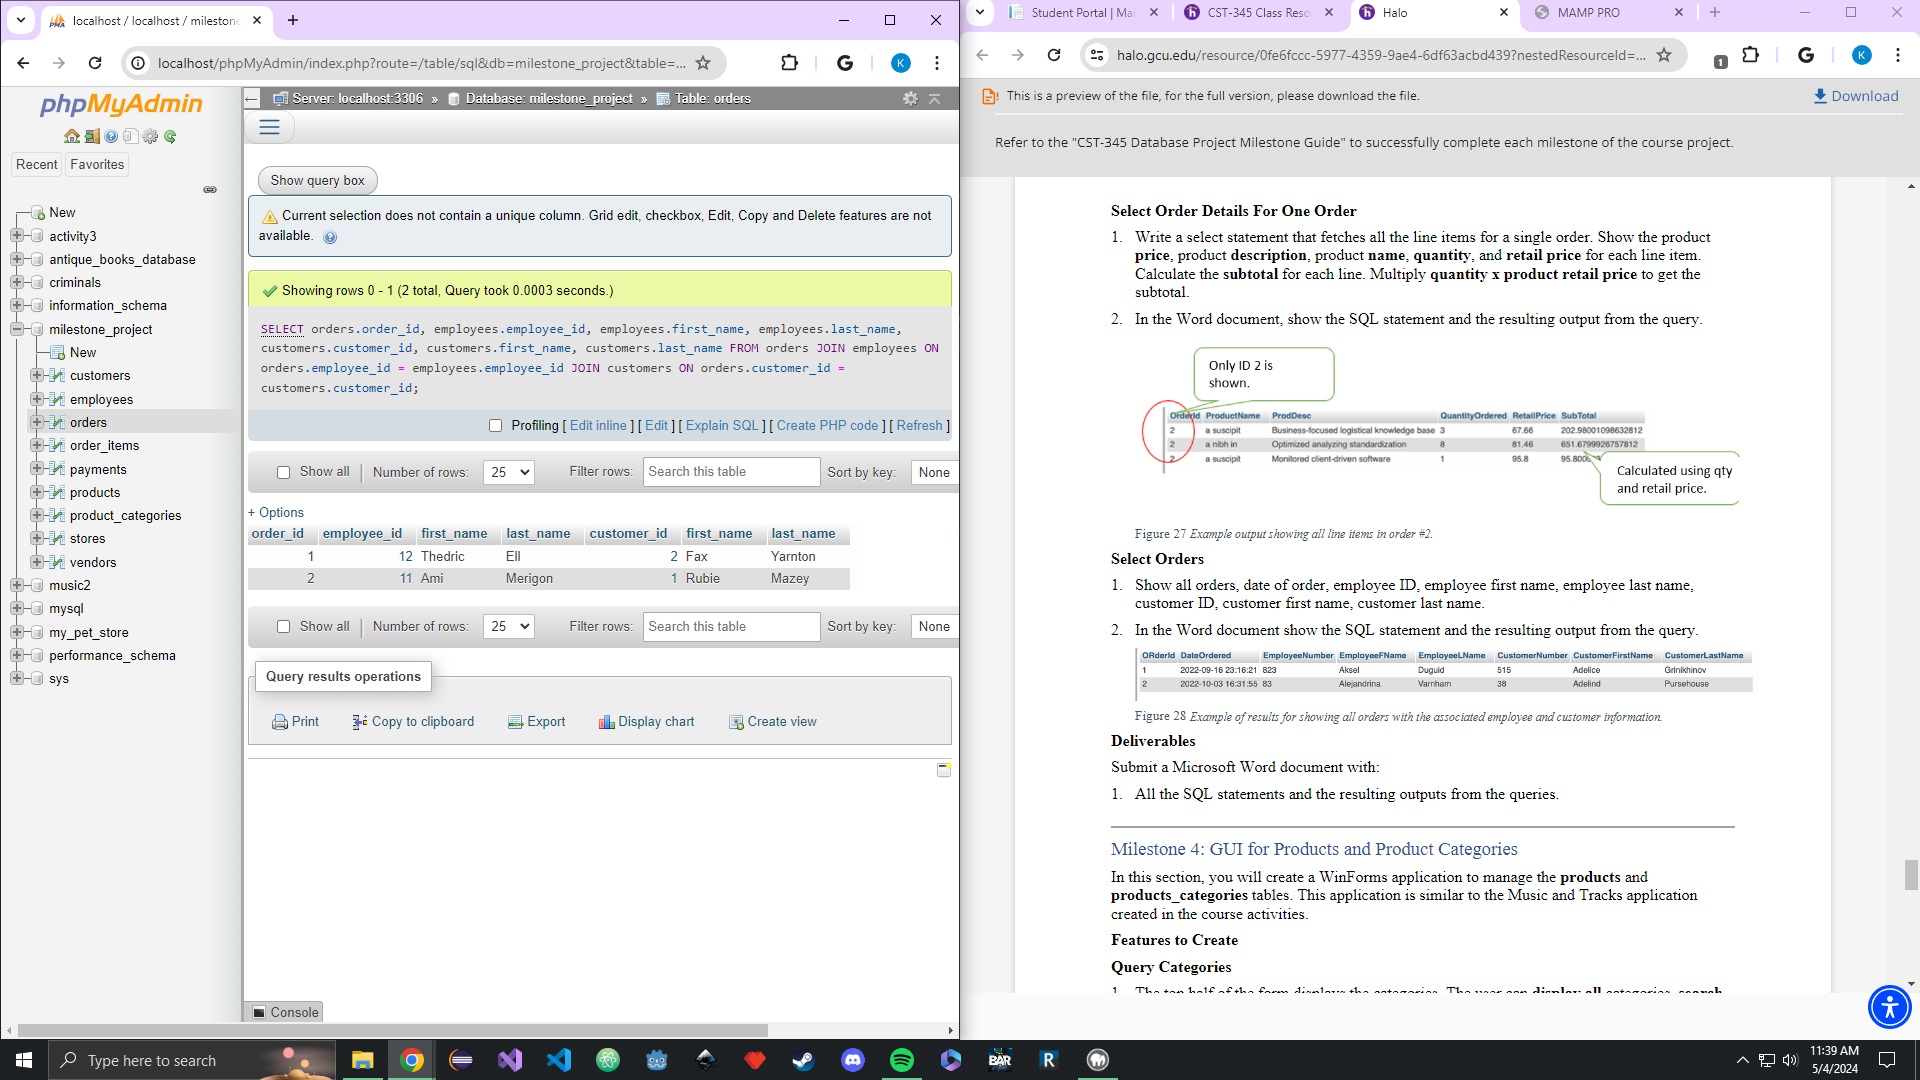 localhost / localhost / milestone
localhost/phpMyAdmin/index.php?route=/table/sql&db=milestone_project&table=...
K
phpMyAdmin
Recent
Favorites
New
activity3
antique_books_database
criminals
information_schema
milestone_project
New
customers
employees
orders
order_items
payments
products
product_categories
stores
vendors
music2
mysql
my_pet_store
performance_schema
sys
Server: localhost:3306 » Database: milestone_project » Table: orders
Show query box
Current selection does not contain a unique column. Grid edit, checkbox, Edit, Copy and Delete features are not
available.
Showing rows 0 - 1 (2 total, Query took 0.0003 seconds.)
SELECT orders.order_id, employees.employee_id, employees.first_name, employees.last_name,
customers.customer_id, customers.first_name, customers.last_name FROM orders JOIN employees ON
orders.employee_id = employees.employee_id JOIN customers ON orders.customer_id =
customers.customer_id;
Profiling [ Edit inline ] [ Edit ] [ Explain SQL ] [ Create PHP code ] [ Refresh ]
Show all Number of rows: 25 Filter rows: Search this table Sort by key: None
+ Options
order_id employee_id first_name last_name customer_id first_name last_name
1 12 Thedric Ell 2 Fax Yarnton
2 11 Ami Merigon 1 Rubie Mazey
Show all Number of rows: 25 Filter rows: Search this table Sort by key: None
Query results operations
Print Copy to clipboard Export Display chart Create view
Console
Student Portal | Mai
CST-345 Class Reso
Halo
MAMP PRO
halo.gcu.edu/resource/0fe6fccc-5977-4359-9ae4-6df63acbd439?nestedResourceId=...
1
K
This is a preview of the file, for the full version, please download the file.
Download
Refer to the "CST-345 Database Project Milestone Guide" to successfully complete each milestone of the course project.
Select Order Details For One Order
1. Write a select statement that fetches all the line items for a single order. Show the product
price, product description, product name, quantity, and retail price for each line item.
Calculate the subtotal for each line. Multiply quantity x product retail price to get the
subtotal.
2. In the Word document, show the SQL statement and the resulting output from the query.
Only ID 2 is
shown.
OrderId ProductName ProdDesc QuantityOrdered RetailPrice SubTotal
2 a suscipit Business-focused logistical knowledge base 3 67.66 202.98001098632812
2 a nibh in Optimized analyzing standardization 8 81.46 651.6799926757812
2 a suscipit Monitored client-driven software 1 95.8
Calculated using qty
and retail price.
Figure 27 Example output showing all line items in order #2.
Select Orders
1. Show all orders, date of order, employee ID, employee first name, employee last name,
customer ID, customer first name, customer last name.
2. In the Word document show the SQL statement and the resulting output from the query.
ORderId DateOrdered EmployeeNumber EmployeeFName EmployeeLName CustomerNumber CustomerFirstName CustomerLastName
1 2022-09-16 23:16:21 823 Aksel Duguid 515 Adelice Grinikhinov
2 2022-10-03 16:31:55 83 Alejandrina Varnham 38 Adelind Pursehouse
Figure 28 Example of results for showing all orders with the associated employee and customer information.
Deliverables
Submit a Microsoft Word document with:
1. All the SQL statements and the resulting outputs from the queries.
Milestone 4: GUI for Products and Product Categories
In this section, you will create a WinForms application to manage the products and
products_categories tables. This application is similar to the Music and Tracks application
created in the course activities.
Features to Create
Query Categories
1. The top half of the form displays the categories. The user can display all categories, search
Type here to search
BAR
R
11:39 AM
5/4/2024